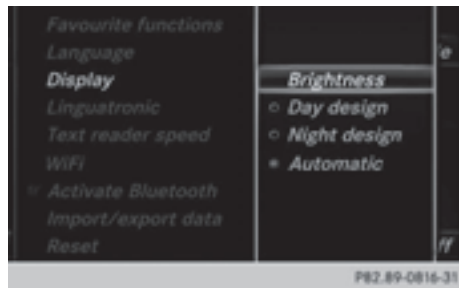 Favourite functions
Language
Display
Linguatronic
Text reader speed
WiFi
Activate Bluetooth
Import/export data
Reset
Brightness
Day design
Night design
Automatic
e
ff
P82.89-0816-31